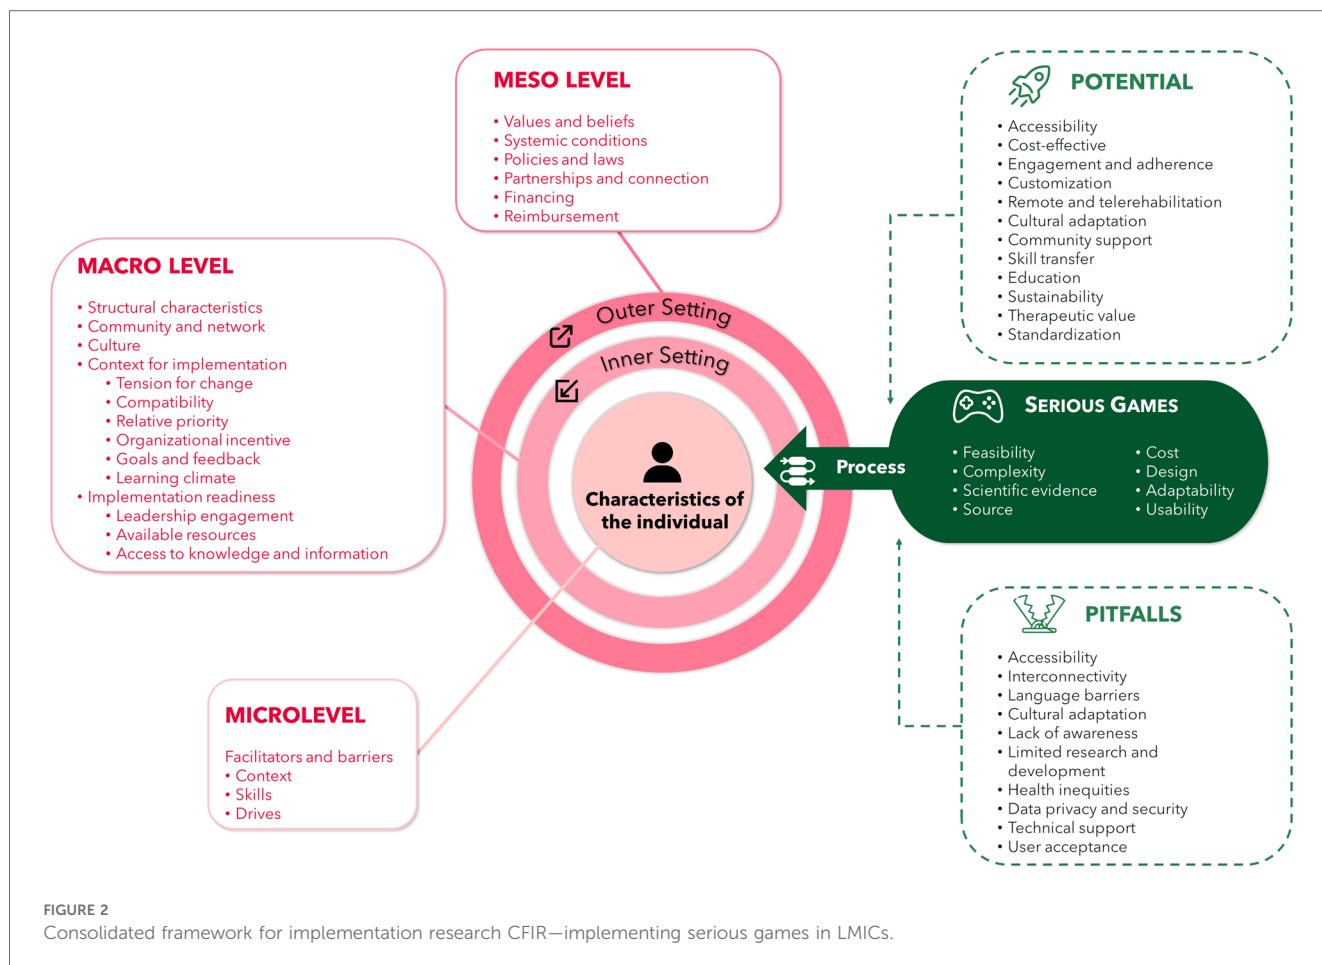 MESO LEVEL
• Values and beliefs
• Systemic conditions
• Policies and laws
• Partnerships and connection
• Financing
• Reimbursement
MACRO LEVEL
• Structural characteristics
• Community and network
• Culture
• Context for implementation
• Tension for change
• Compatibility
• Relative priority
• Organizational incentive
• Goals and feedback
• Learning climate
• Implementation readiness
• Leadership engagement
• Available resources
• Access to knowledge and information
MICROLEVEL
Facilitators and barriers
• Context
• Skills
• Drives
Outer Setting
Inner Setting
Characteristics of
the individual
Process
POTENTIAL
• Accessibility
• Cost-effective
• Engagement and adherence
• Customization
• Remote and telerehabilitation
• Cultural adaptation
• Community support
• Skill transfer
• Education
• Sustainability
• Therapeutic value
• Standardization
SERIOUS GAMES
• Feasibility
• Complexity
• Scientific evidence
• Source
• Cost
• Design
• Adaptability
• Usability
PITFALLS
• Accessibility
• Interconnectivity
• Language barriers
• Cultural adaptation
• Lack of awareness
• Limited research and
development
• Health inequities
• Data privacy and security
• Technical support
• User acceptance
FIGURE 2
Consolidated framework for implementation research CFIR—implementing serious games in LMICs.